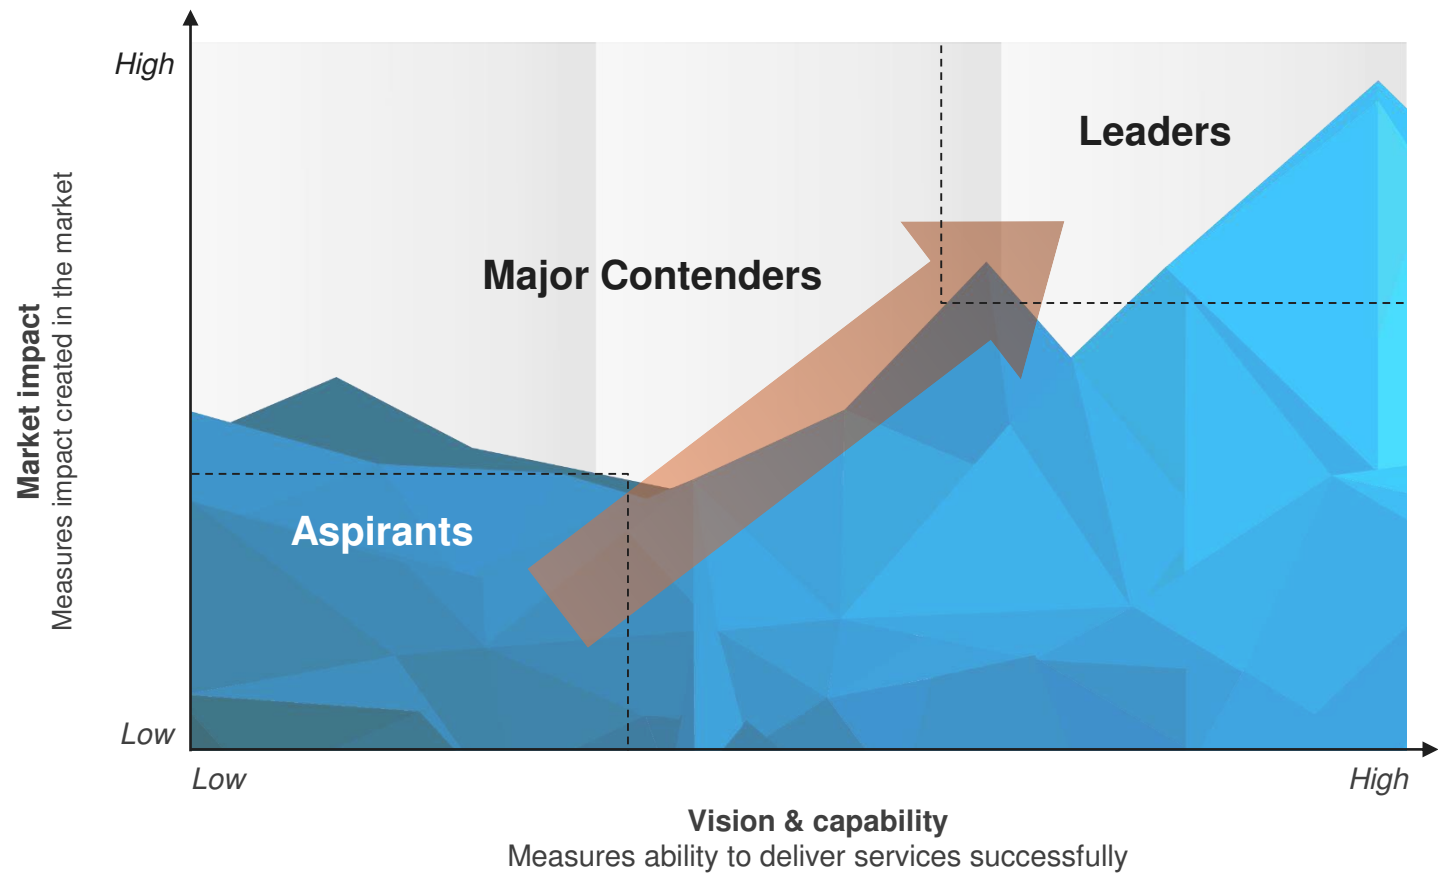 High
Leaders
Major Contenders
Market impact
Measures impact created in the market
Aspirants
Low
Low
High
Vision & capability
Measures ability to deliver services successfully